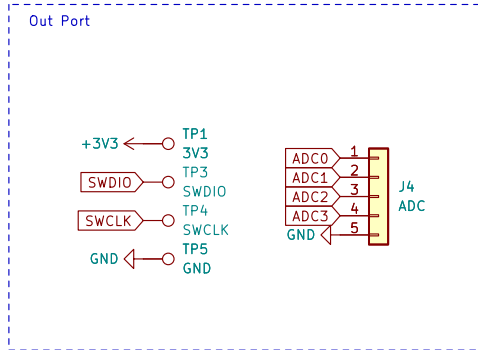 Out Port
+3V3
TP1
3V3
SWDIO
TP3
SWDIO
SWCLK
TP4
SWCLK
GND
TP5
GND
ADC0
1
ADC1
2
ADC2
3
ADC3
4
GND
5
J4
ADC